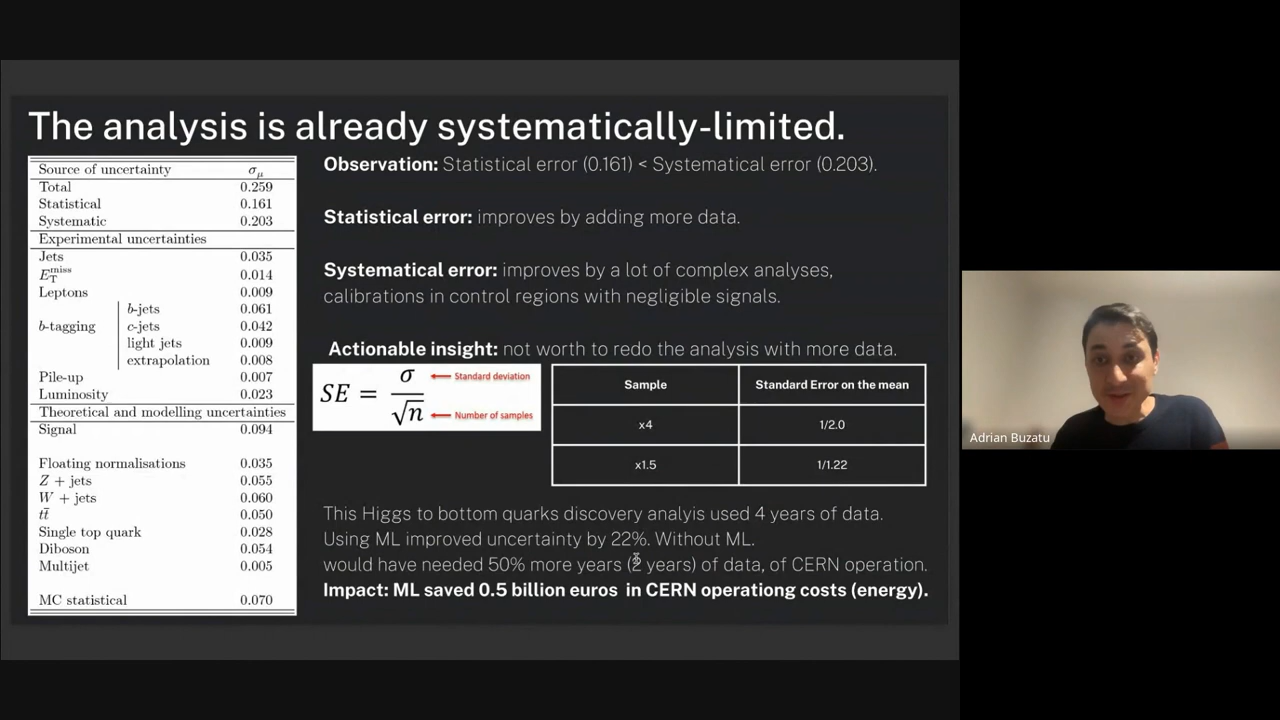 The analysis is already systematically-limited.
Source of uncertainty σμ
Total 0.259
Statistical 0.161
Systematic 0.203
Experimental uncertainties
Jets 0.035
E_T^miss 0.014
Leptons 0.009
b-tagging
b-jets 0.061
c-jets 0.042
light jets 0.009
extrapolation 0.008
Pile-up 0.007
Luminosity 0.023
Theoretical and modelling uncertainties
Signal 0.094
Floating normalisations 0.035
Z + jets 0.055
W + jets 0.060
tt̄ 0.050
Single top quark 0.028
Diboson 0.054
Multijet 0.005
MC statistical 0.070
Observation: Statistical error (0.161) < Systematical error (0.203).
Statistical error: improves by adding more data.
Systematical error: improves by a lot of complex analyses,
calibrations in control regions with negligible signals.
Actionable insight: not worth to redo the analysis with more data.
SE = σ / √n
Standard deviation
Number of samples
Sample Standard Error on the mean
x4 1/2.0
x1.5 1/1.22
This Higgs to bottom quarks discovery analyis used 4 years of data.
Using ML improved uncertainty by 22%. Without ML.
would have needed 50% more years (2 years) of data, of CERN operation.
Impact: ML saved 0.5 billion euros in CERN operationg costs (energy).
Adrian Buzatu